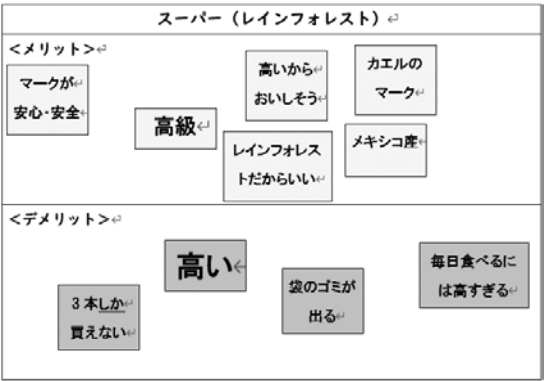 スーパー（レインフォレスト）
＜メリット＞
マークが
安心・安全
高級
高いから
おいしそう
レインフォレス
トだからいい
カエルの
マーク
メキシコ産
＜デメリット＞
3本しか
買えない
高い
袋のゴミが
出る
毎日食べるに
は高すぎる